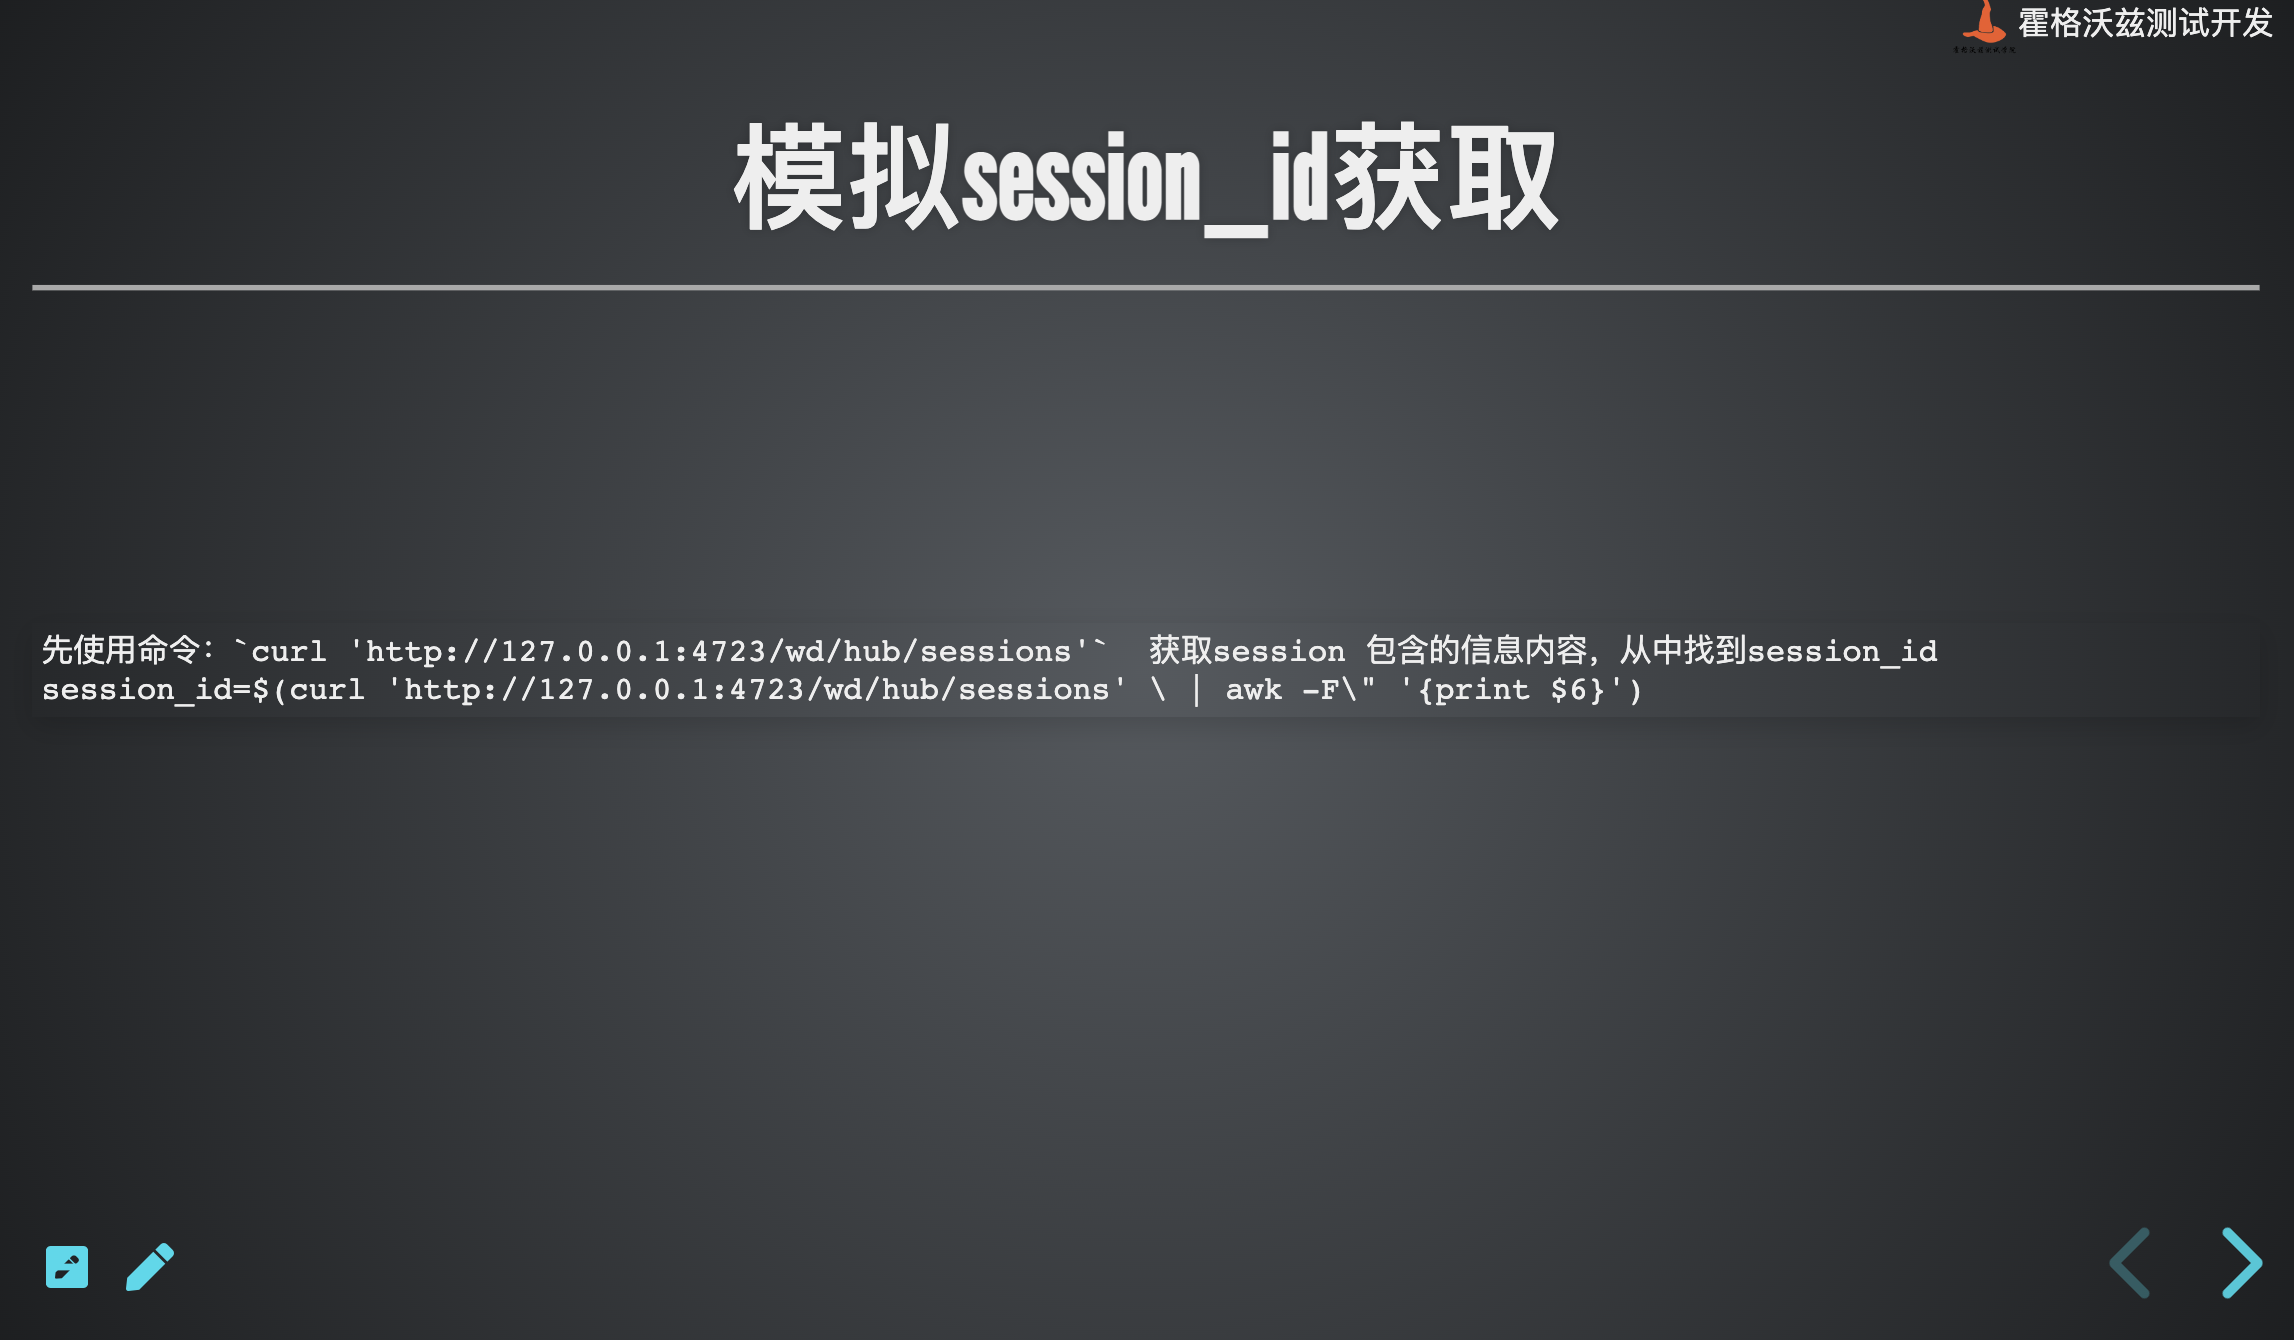 霍格沃兹测试开发
模拟session_id获取
先使用命令：`curl 'http://127.0.0.1:4723/wd/hub/sessions'`  获取session 包含的信息内容，从中找到session_id
session_id=$(curl 'http://127.0.0.1:4723/wd/hub/sessions' \ | awk -F\" '{print $6}')